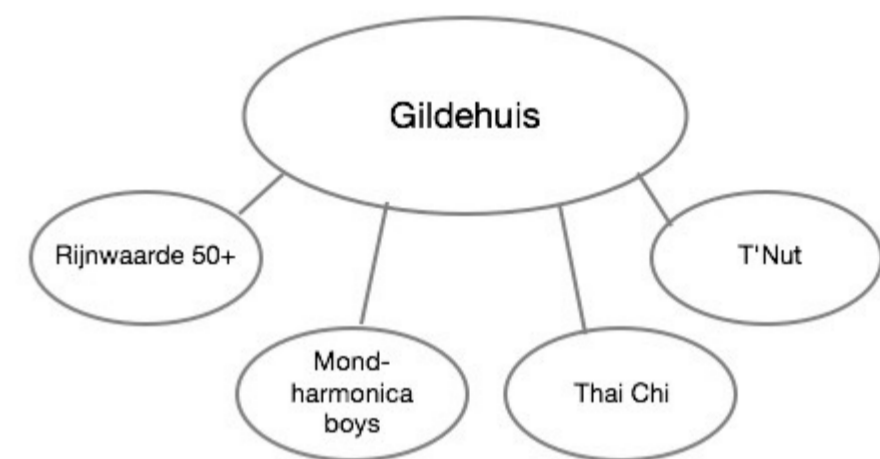 Gildehuis
Rijnwaarde 50+
T'Nut
Mond-
harmonica
boys
Thai Chi